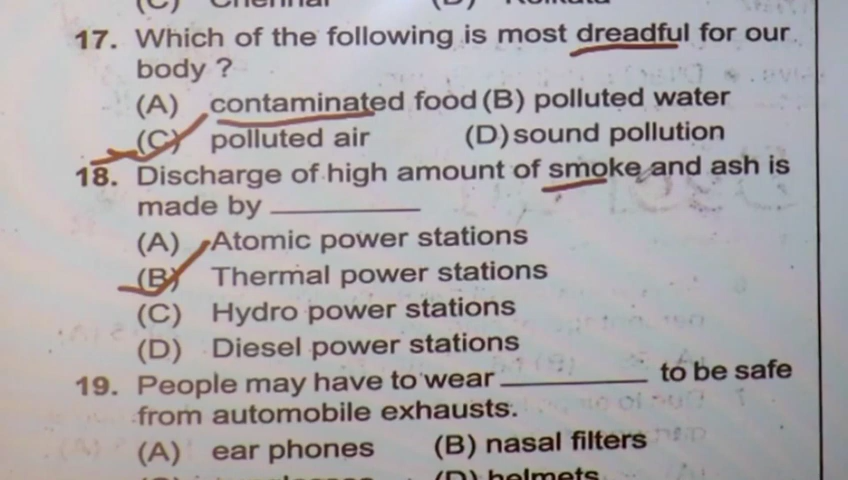 (C) Chennai (D) Kolkata
17. Which of the following is most dreadful for our
body ?
(A) contaminated food (B) polluted water
(C) polluted air (D) sound pollution
18. Discharge of high amount of smoke and ash is
made by ________
(A) Atomic power stations
(B) Thermal power stations
(C) Hydro power stations
(D) Diesel power stations
19. People may have to wear ________ to be safe
from automobile exhausts.
(A) ear phones (B) nasal filters
(D) helmets